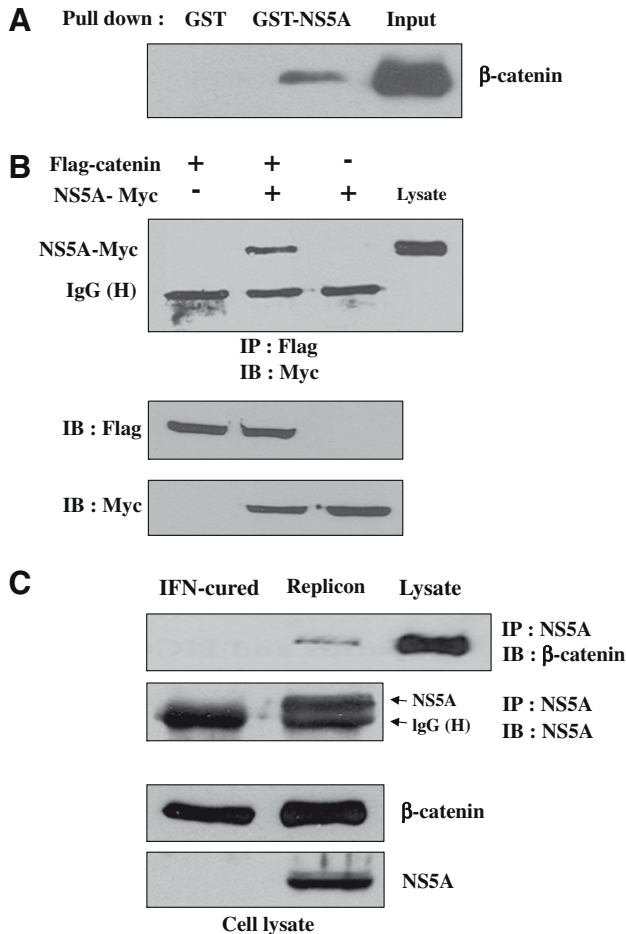 A
Pull down : GST GST-NS5A Input
β-catenin
B
Flag-catenin + + -
NS5A- Myc - + + Lysate
NS5A-Myc
IgG (H)
IP : Flag
IB : Myc
IB : Flag
IB : Myc
C
IFN-cured Replicon Lysate
IP : NS5A
IB : β-catenin
NS5A
IgG (H)
IP : NS5A
IB : NS5A
β-catenin
NS5A
Cell lysate